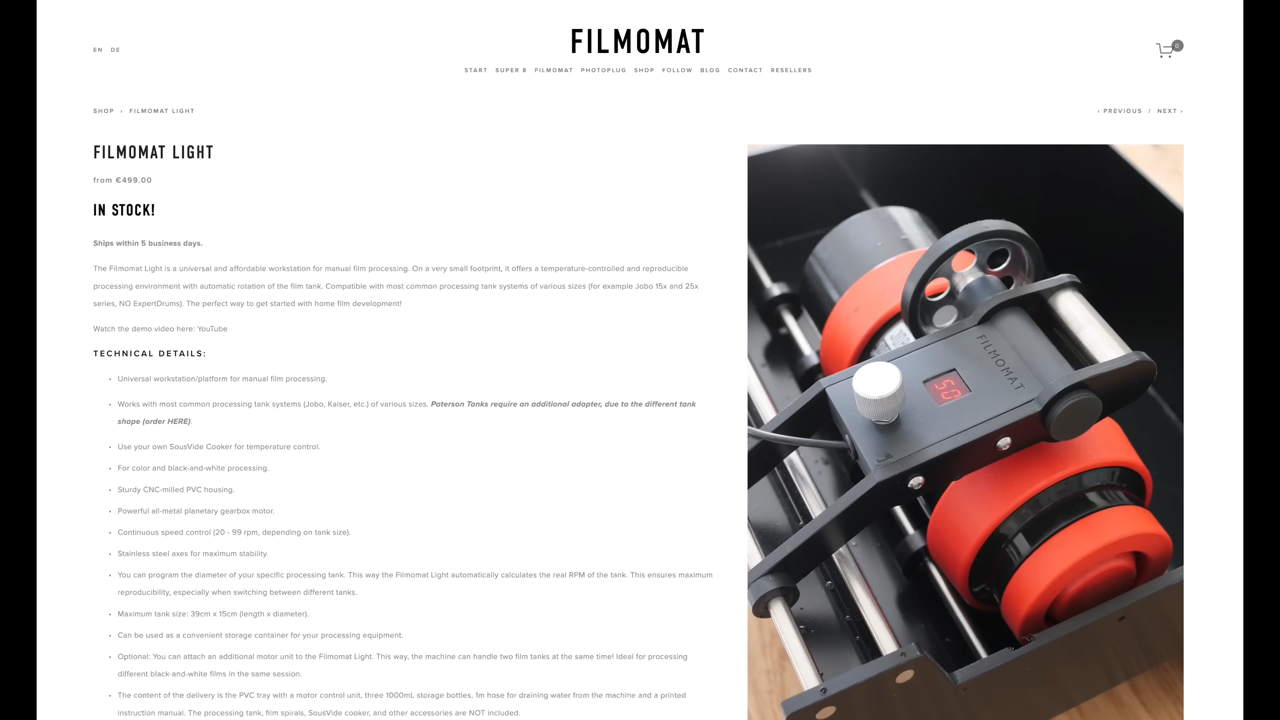 FILMOMAT
EN DE
0
START SUPER 8 FILMOMAT PHOTOPLUG SHOP FOLLOW BLOG CONTACT RESELLERS
SHOP › FILMOMAT LIGHT
‹ PREVIOUS / NEXT ›
FILMOMAT LIGHT
from €499.00
IN STOCK!
Ships within 5 business days.
The Filmomat Light is a universal and affordable workstation for manual film processing. On a very small footprint, it offers a temperature-controlled and reproducible
processing environment with automatic rotation of the film tank. Compatible with most common processing tank systems of various sizes (for example Jobo 15x and 25x
series, NO ExpertDrums). The perfect way to get started with home film development!
Watch the demo video here: YouTube
TECHNICAL DETAILS:
• Universal workstation/platform for manual film processing.
• Works with most common processing tank systems (Jobo, Kaiser, etc.) of various sizes. Paterson Tanks require an additional adapter, due to the different tank
shape (order HERE).
• Use your own SousVide Cooker for temperature control.
• For color and black-and-white processing.
• Sturdy CNC-milled PVC housing.
• Powerful all-metal planetary gearbox motor.
• Continuous speed control (20 - 99 rpm, depending on tank size).
• Stainless steel axes for maximum stability.
• You can program the diameter of your specific processing tank. This way the Filmomat Light automatically calculates the real RPM of the tank. This ensures maximum
reproducibility, especially when switching between different tanks.
• Maximum tank size: 39cm x 15cm (length x diameter).
• Can be used as a convenient storage container for your processing equipment.
• Optional: You can attach an additional motor unit to the Filmomat Light. This way, the machine can handle two film tanks at the same time! Ideal for processing
different black-and-white films in the same session.
• The content of the delivery is the PVC tray with a motor control unit, three 1000mL storage bottles, 1m hose for draining water from the machine and a printed
instruction manual. The processing tank, film spirals, SousVide cooker, and other accessories are NOT included.
FILMOMAT
50